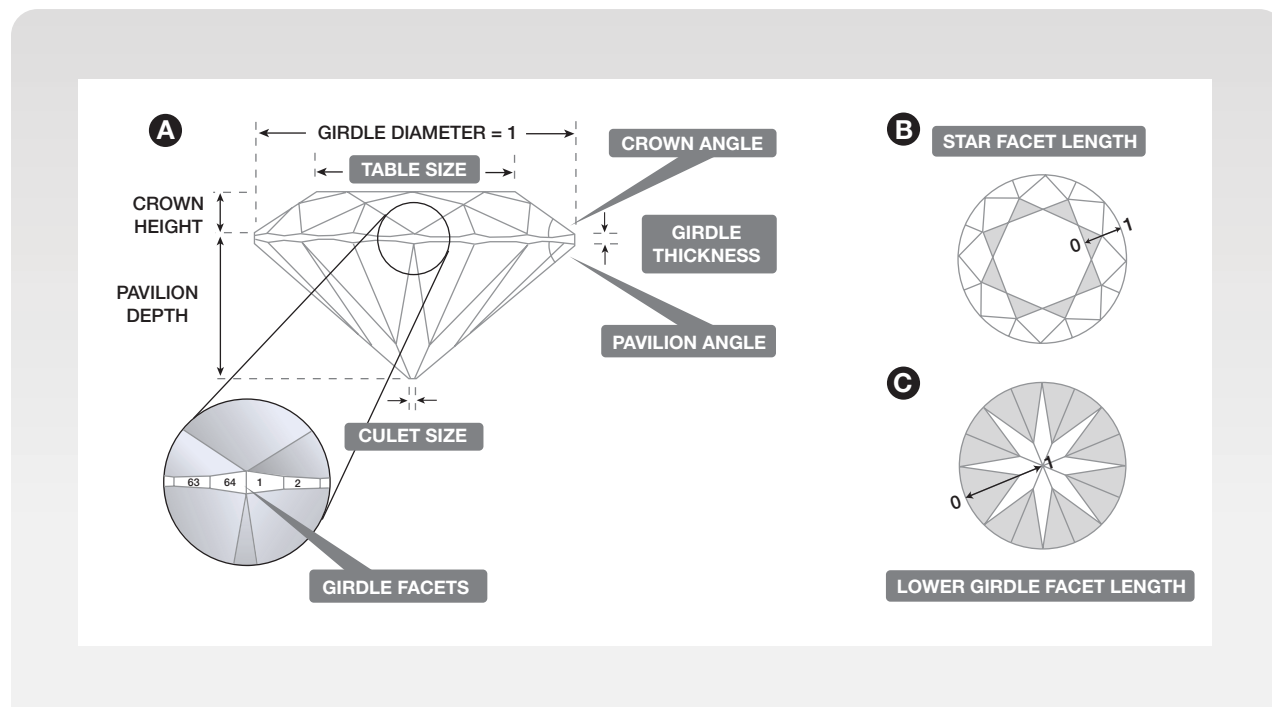 A
GIRDLE DIAMETER = 1
TABLE SIZE
CROWN ANGLE
CROWN
HEIGHT
GIRDLE
THICKNESS
PAVILION
DEPTH
PAVILION ANGLE
CULET SIZE
63 64 1 2
GIRDLE FACETS
B
STAR FACET LENGTH
0 1
C
0 1
LOWER GIRDLE FACET LENGTH